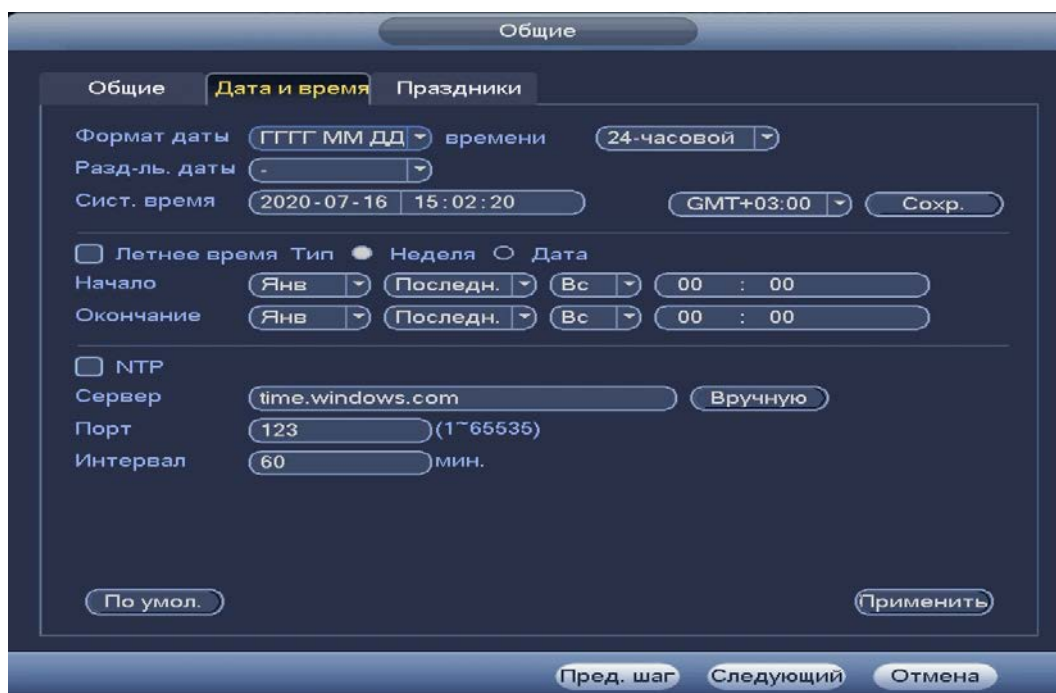 Общие
Общие Дата и время Праздники
Формат даты ГГГГ ММ ДД времени 24-часовой
Разд-ль. даты -
Сист. время 2020-07-16 15:02:20 GMT+03:00 Сохр.
Летнее время Тип Неделя Дата
Начало Янв Последн. Вс 00 : 00
Окончание Янв Последн. Вс 00 : 00
NTP
Сервер time.windows.com Вручную
Порт 123 (1~65535)
Интервал 60 мин.
По умол. Применить
Пред. шаг Следующий Отмена